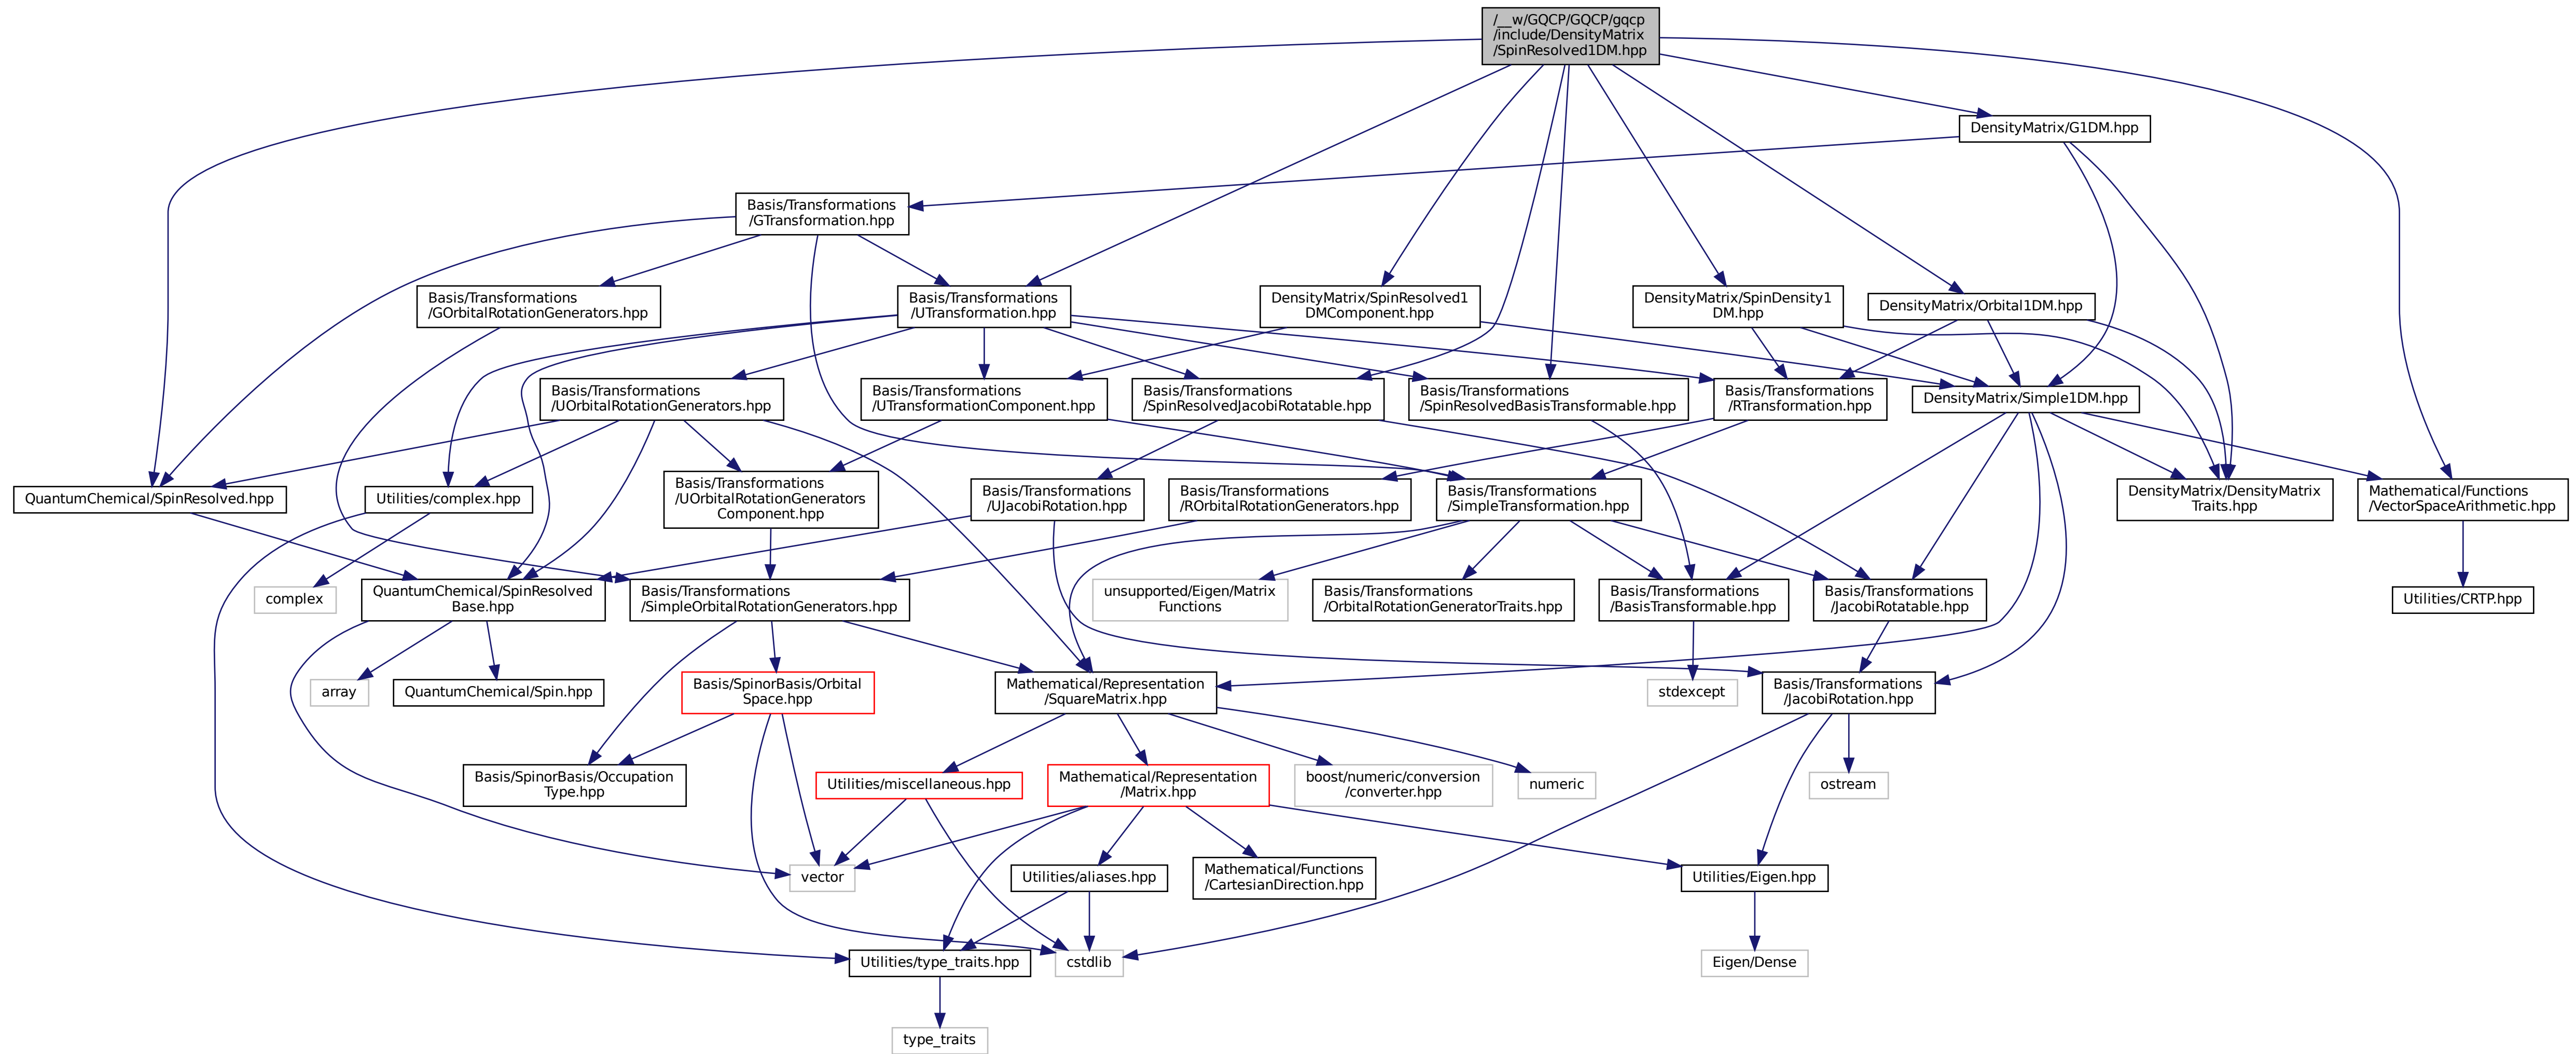 /__w/GQCP/GQCP/gqcp
/include/DensityMatrix
/SpinResolved1DM.hpp
DensityMatrix/G1DM.hpp
Basis/Transformations
/GTransformation.hpp
Basis/Transformations
/GOrbitalRotationGenerators.hpp
Basis/Transformations
/UTransformation.hpp
DensityMatrix/SpinResolved1
DMComponent.hpp
DensityMatrix/SpinDensity1
DM.hpp
DensityMatrix/Orbital1DM.hpp
Basis/Transformations
/UOrbitalRotationGenerators.hpp
Basis/Transformations
/UTransformationComponent.hpp
Basis/Transformations
/SpinResolvedJacobiRotatable.hpp
Basis/Transformations
/SpinResolvedBasisTransformable.hpp
Basis/Transformations
/RTransformation.hpp
DensityMatrix/Simple1DM.hpp
QuantumChemical/SpinResolved.hpp
Utilities/complex.hpp
Basis/Transformations
/UOrbitalRotationGenerators
Component.hpp
Basis/Transformations
/UJacobiRotation.hpp
Basis/Transformations
/ROrbitalRotationGenerators.hpp
Basis/Transformations
/SimpleTransformation.hpp
DensityMatrix/DensityMatrix
Traits.hpp
Mathematical/Functions
/VectorSpaceArithmetic.hpp
complex
QuantumChemical/SpinResolved
Base.hpp
Basis/Transformations
/SimpleOrbitalRotationGenerators.hpp
unsupported/Eigen/Matrix
Functions
Basis/Transformations
/OrbitalRotationGeneratorTraits.hpp
Basis/Transformations
/BasisTransformable.hpp
Basis/Transformations
/JacobiRotatable.hpp
Utilities/CRTP.hpp
array
QuantumChemical/Spin.hpp
Basis/SpinorBasis/Orbital
Space.hpp
Mathematical/Representation
/SquareMatrix.hpp
stdexcept
Basis/Transformations
/JacobiRotation.hpp
Basis/SpinorBasis/Occupation
Type.hpp
Utilities/miscellaneous.hpp
Mathematical/Representation
/Matrix.hpp
boost/numeric/conversion
/converter.hpp
numeric
ostream
vector
Utilities/aliases.hpp
Mathematical/Functions
/CartesianDirection.hpp
Utilities/Eigen.hpp
Utilities/type_traits.hpp
cstdlib
Eigen/Dense
type_traits